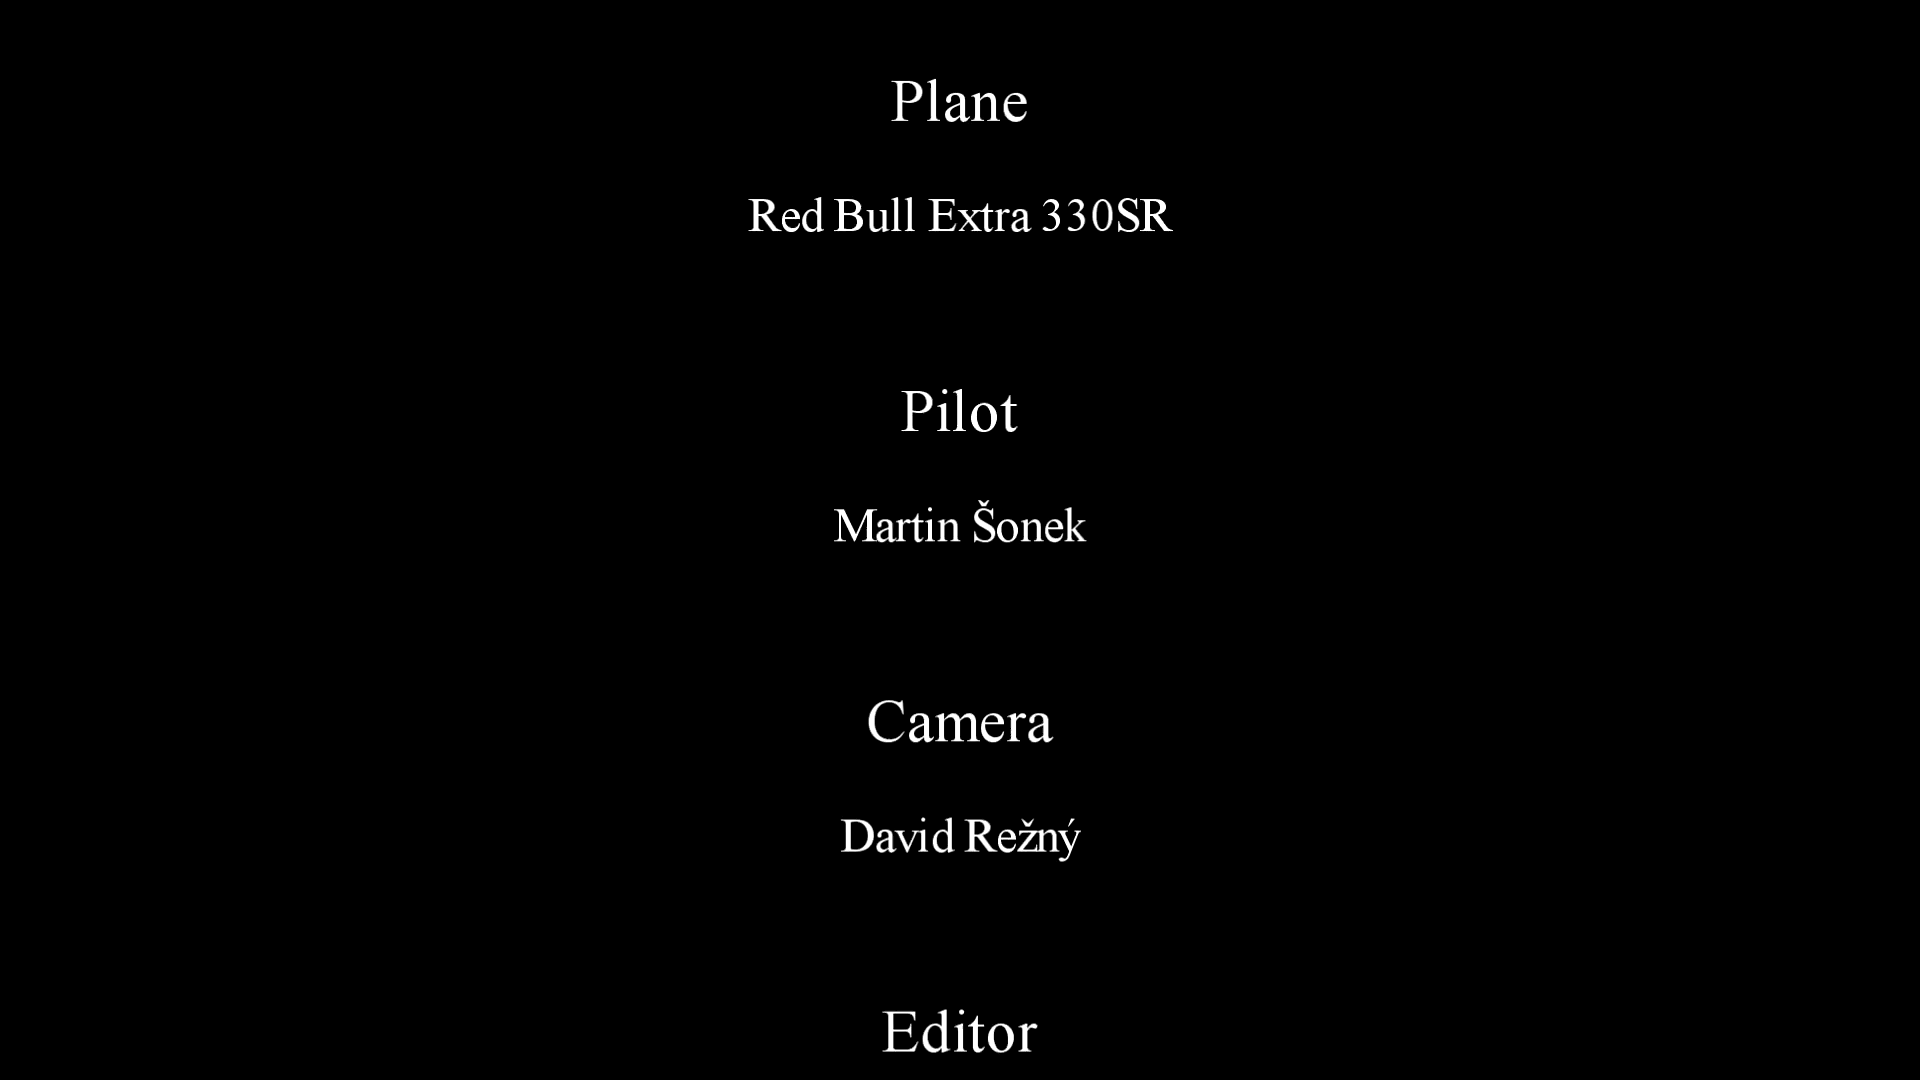 Plane
Red Bull Extra 330SR
Pilot
Martin Šonek
Camera
David Režný
Editor